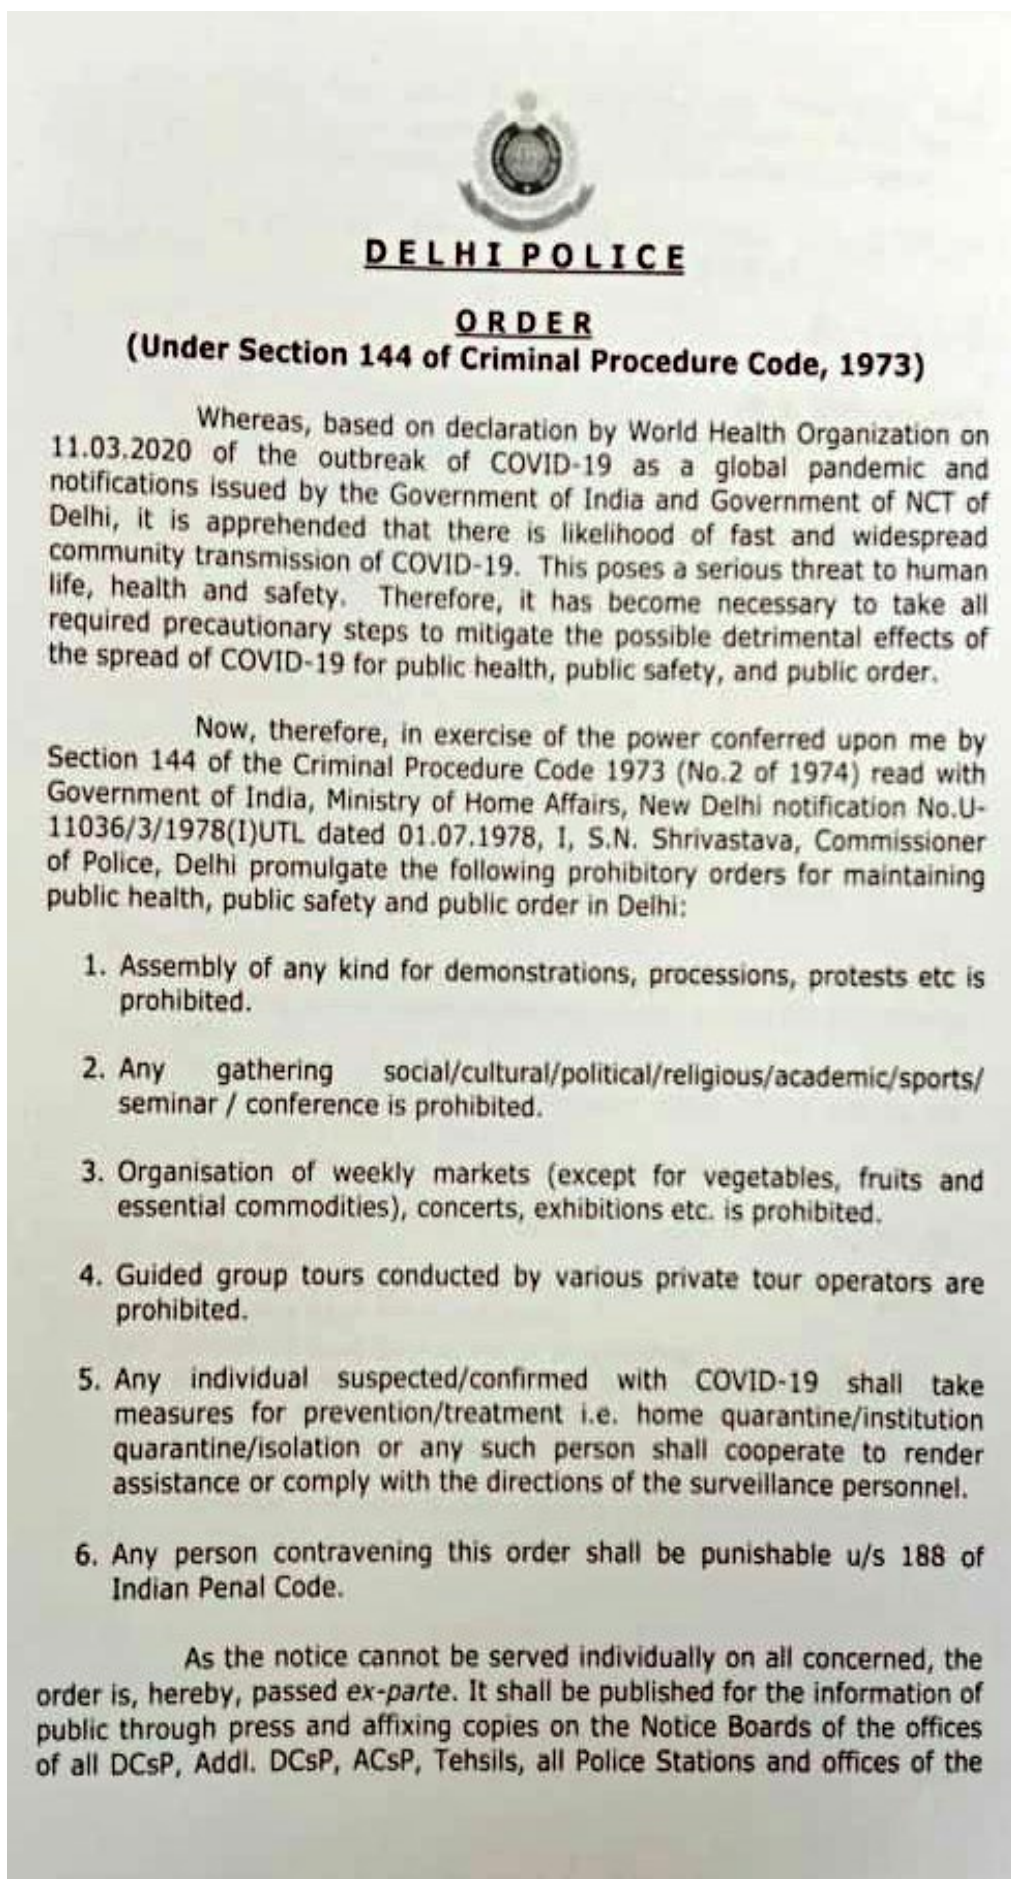 DELHI POLICE
ORDER
(Under Section 144 of Criminal Procedure Code, 1973)
Whereas, based on declaration by World Health Organization on
11.03.2020 of the outbreak of COVID-19 as a global pandemic and
notifications issued by the Government of India and Government of NCT of
Delhi, it is apprehended that there is likelihood of fast and widespread
community transmission of COVID-19. This poses a serious threat to human
life, health and safety. Therefore, it has become necessary to take all
required precautionary steps to mitigate the possible detrimental effects of
the spread of COVID-19 for public health, public safety, and public order.
Now, therefore, in exercise of the power conferred upon me by
Section 144 of the Criminal Procedure Code 1973 (No.2 of 1974) read with
Government of India, Ministry of Home Affairs, New Delhi notification No.U-
11036/3/1978(I)UTL dated 01.07.1978, I, S.N. Shrivastava, Commissioner
of Police, Delhi promulgate the following prohibitory orders for maintaining
public health, public safety and public order in Delhi:
1. Assembly of any kind for demonstrations, processions, protests etc is
prohibited.
2. Any gathering social/cultural/political/religious/academic/sports/
seminar / conference is prohibited.
3. Organisation of weekly markets (except for vegetables, fruits and
essential commodities), concerts, exhibitions etc. is prohibited.
4. Guided group tours conducted by various private tour operators are
prohibited.
5. Any individual suspected/confirmed with COVID-19 shall take
measures for prevention/treatment i.e. home quarantine/institution
quarantine/isolation or any such person shall cooperate to render
assistance or comply with the directions of the surveillance personnel.
6. Any person contravening this order shall be punishable u/s 188 of
Indian Penal Code.
As the notice cannot be served individually on all concerned, the
order is, hereby, passed ex-parte. It shall be published for the information of
public through press and affixing copies on the Notice Boards of the offices
of all DCsP, Addl. DCsP, ACsP, Tehsils, all Police Stations and offices of the